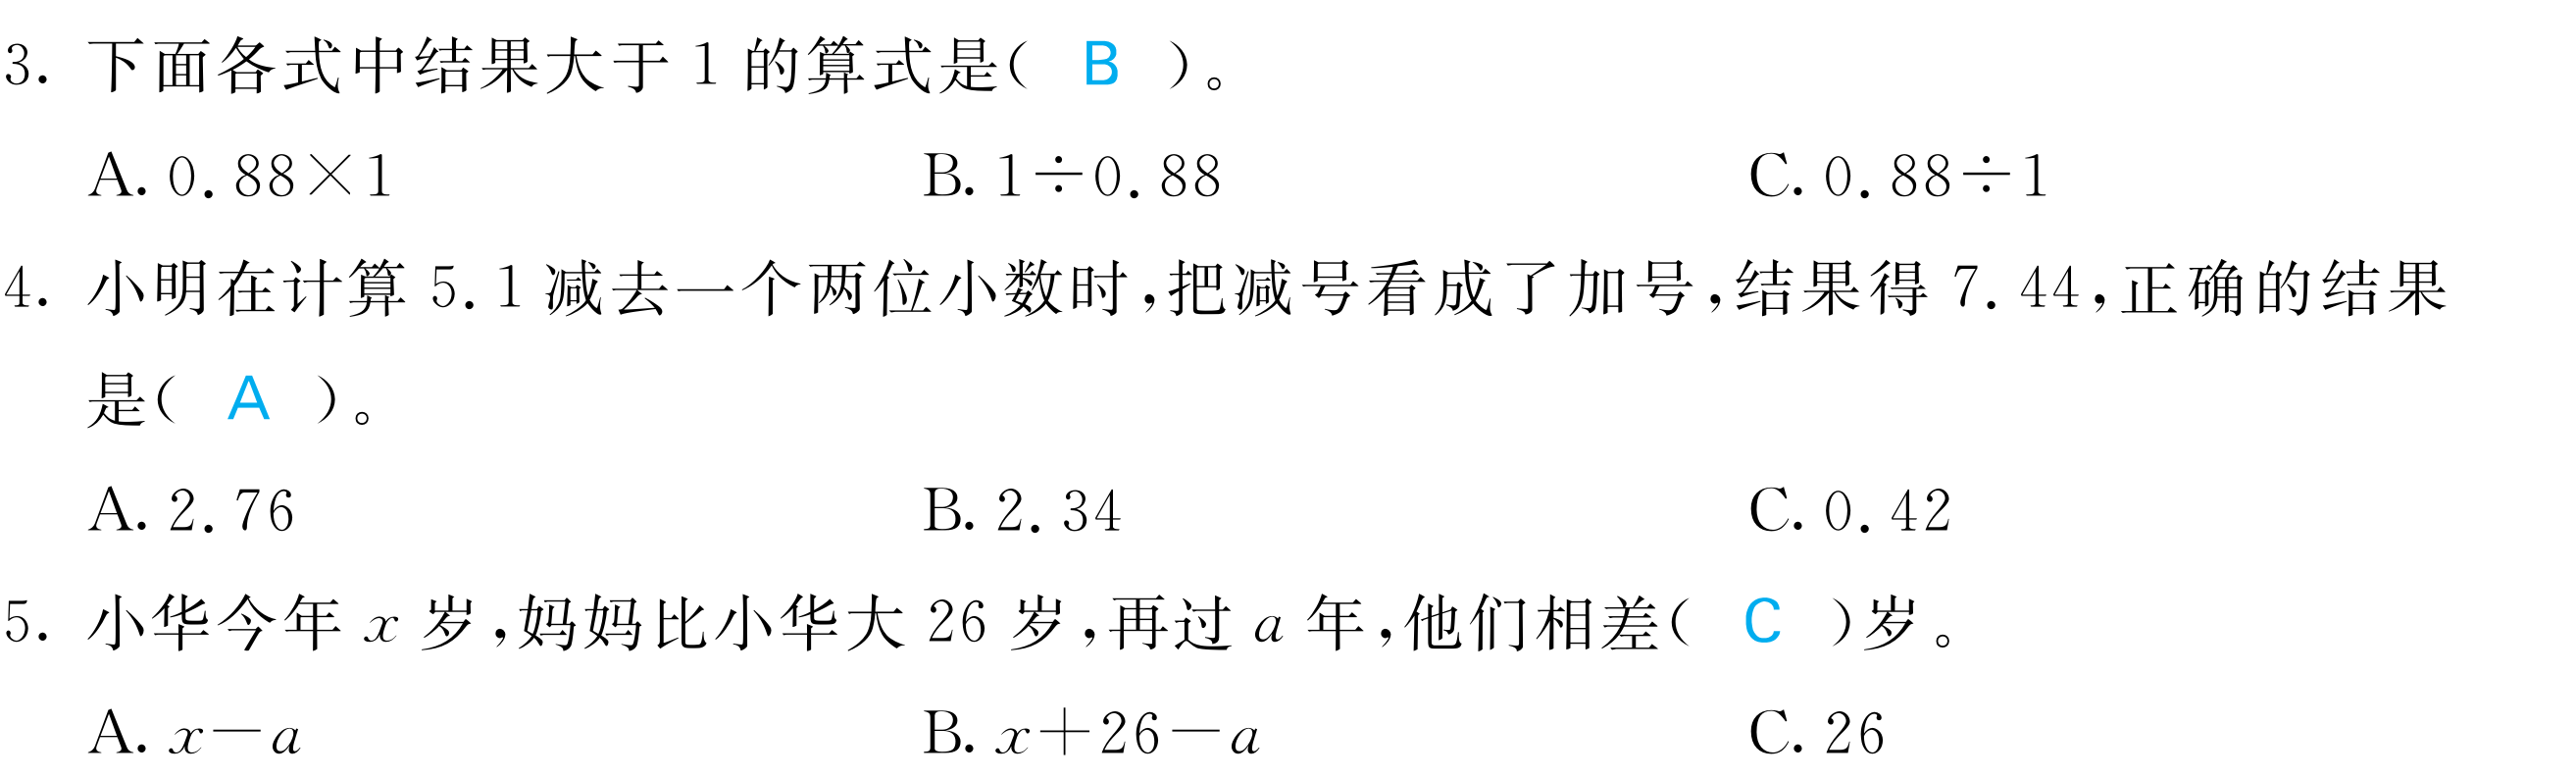 3. 下面各式中结果大于 1 的算式是( B )。
A. 0.88×1 B. 1÷0.88 C. 0.88÷1
4. 小明在计算 5.1 减去一个两位小数时,把减号看成了加号,结果得 7.44,正确的结果
是( A )。
A. 2.76 B. 2.34 C. 0.42
5. 小华今年 x 岁,妈妈比小华大 26 岁,再过 a 年,他们相差( C )岁。
A. x－a B. x＋26－a C. 26